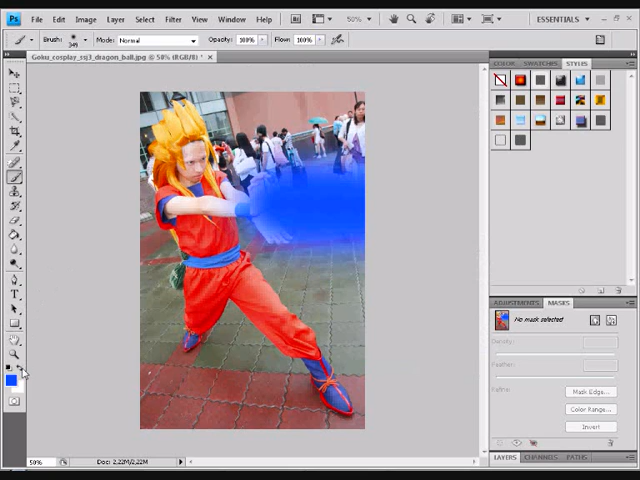 Ps File Edit Image Layer Select Filter View Window Help 50% ESSENTIALS
Brush: 349 Mode: Normal Opacity: 100% Flow: 100%
Goku_cosplay_ssj3_dragon_ball.jpg @ 50% (RGB/8) * ×
COLOR SWATCHES STYLES
T
ADJUSTMENTS MASKS
No mask selected
Density:
Feather:
Refine: Mask Edge...
Color Range...
Invert
50% Doc: 2,22M/2,22M
LAYERS CHANNELS PATHS